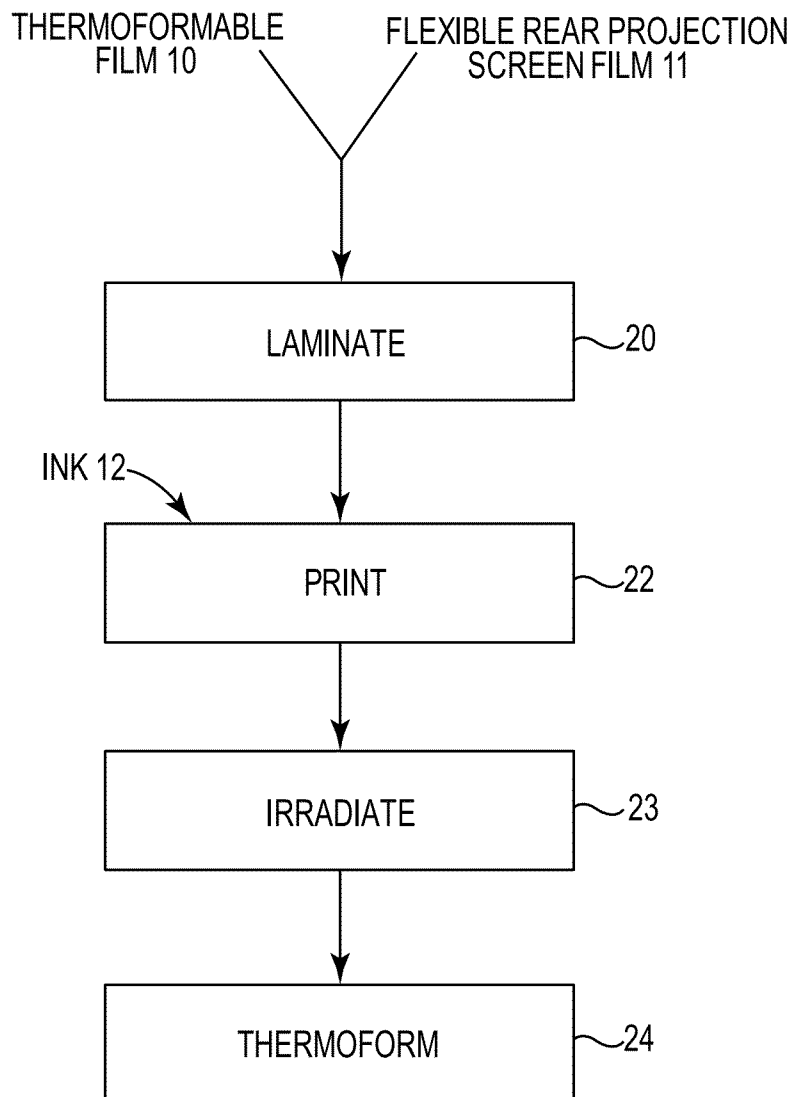 THERMOFORMABLE
FILM 10
FLEXIBLE REAR PROJECTION
SCREEN FILM 11
LAMINATE
20
INK 12
PRINT
22
IRRADIATE
23
THERMOFORM
24